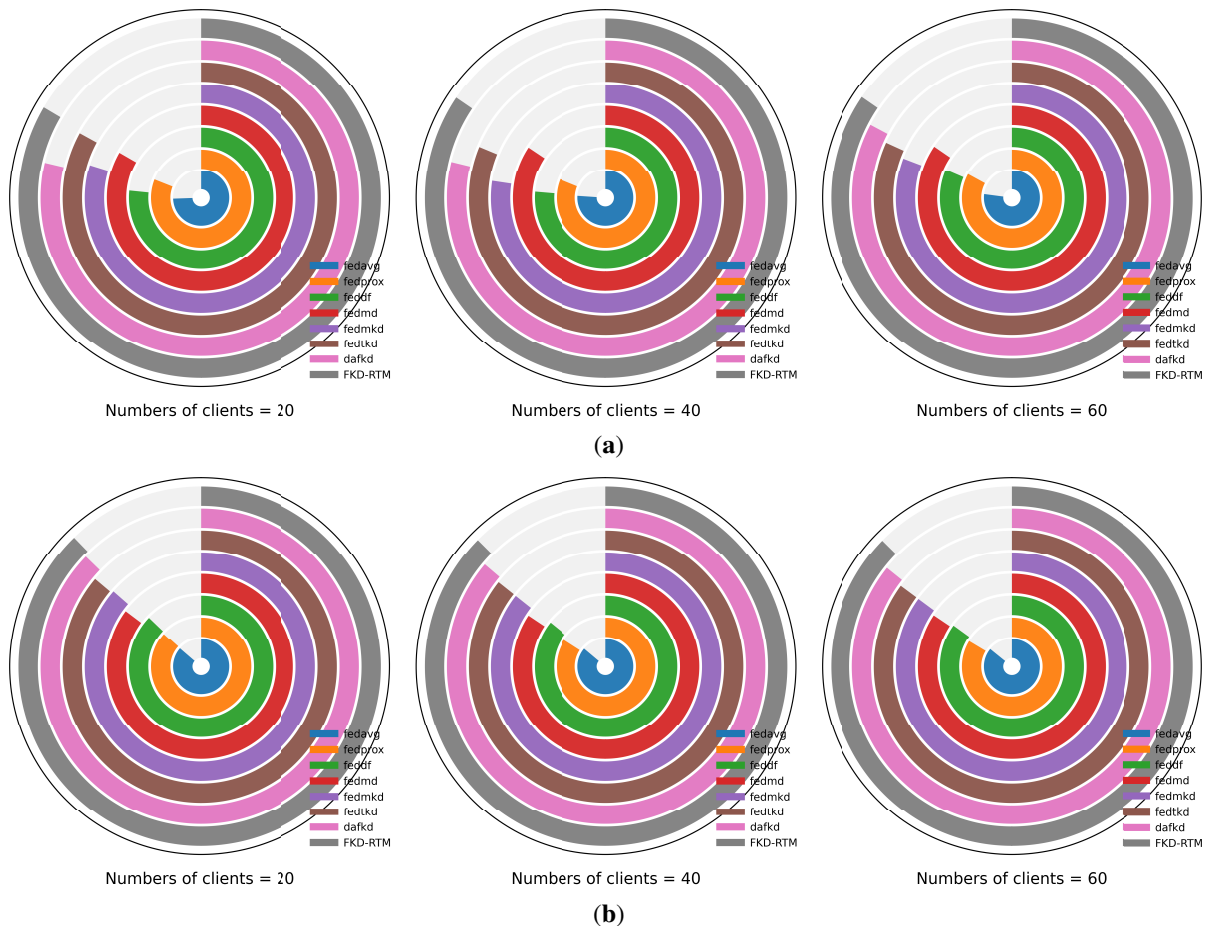 fedavg
fedprox
feddf
fedmd
fedmkd
fedtkd
dafkd
FKD-RTM
Numbers of clients = 20
fedavg
fedprox
feddf
fedmd
fedmkd
fedtkd
dafkd
FKD-RTM
Numbers of clients = 40
fedavg
fedprox
feddf
fedmd
fedmkd
fedtkd
dafkd
FKD-RTM
Numbers of clients = 60
(a)
fedavg
fedprox
feddf
fedmd
fedmkd
fedtkd
dafkd
FKD-RTM
Numbers of clients = 20
fedavg
fedprox
feddf
fedmd
fedmkd
fedtkd
dafkd
FKD-RTM
Numbers of clients = 40
fedavg
fedprox
feddf
fedmd
fedmkd
fedtkd
dafkd
FKD-RTM
Numbers of clients = 60
(b)